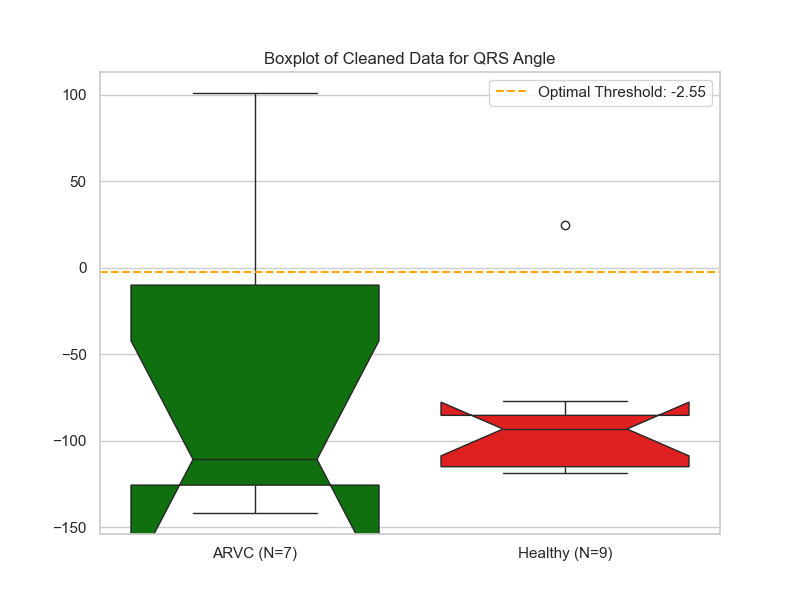 Boxplot of Cleaned Data for QRS Angle
Optimal Threshold: -2.55
100
50
0
−50
−100
−150
ARVC (N=7)
Healthy (N=9)